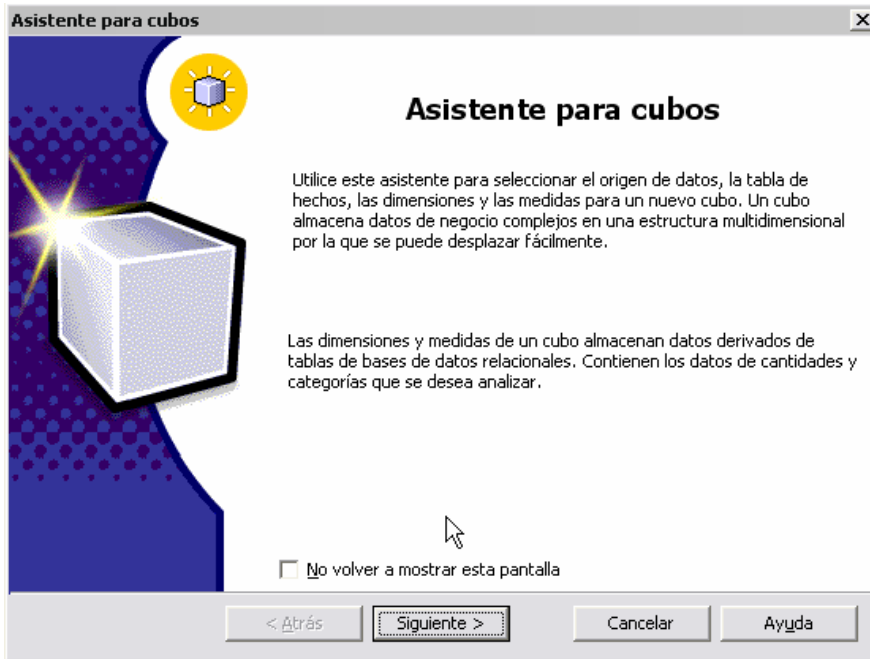 Asistente para cubos
Asistente para cubos
Utilice este asistente para seleccionar el origen de datos, la tabla de
hechos, las dimensiones y las medidas para un nuevo cubo. Un cubo
almacena datos de negocio complejos en una estructura multidimensional
por la que se puede desplazar fácilmente.
Las dimensiones y medidas de un cubo almacenan datos derivados de
tablas de bases de datos relacionales. Contienen los datos de cantidades y
categorías que se desea analizar.
No volver a mostrar esta pantalla
< Atrás Siguiente > Cancelar Ayuda